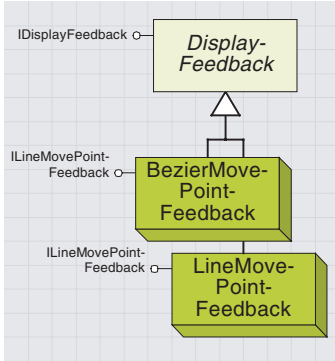 IDisplayFeedback
Display-
Feedback
ILineMovePoint-
Feedback
BezierMove-
Point-
Feedback
ILineMovePoint-
Feedback
LineMove-
Point-
Feedback